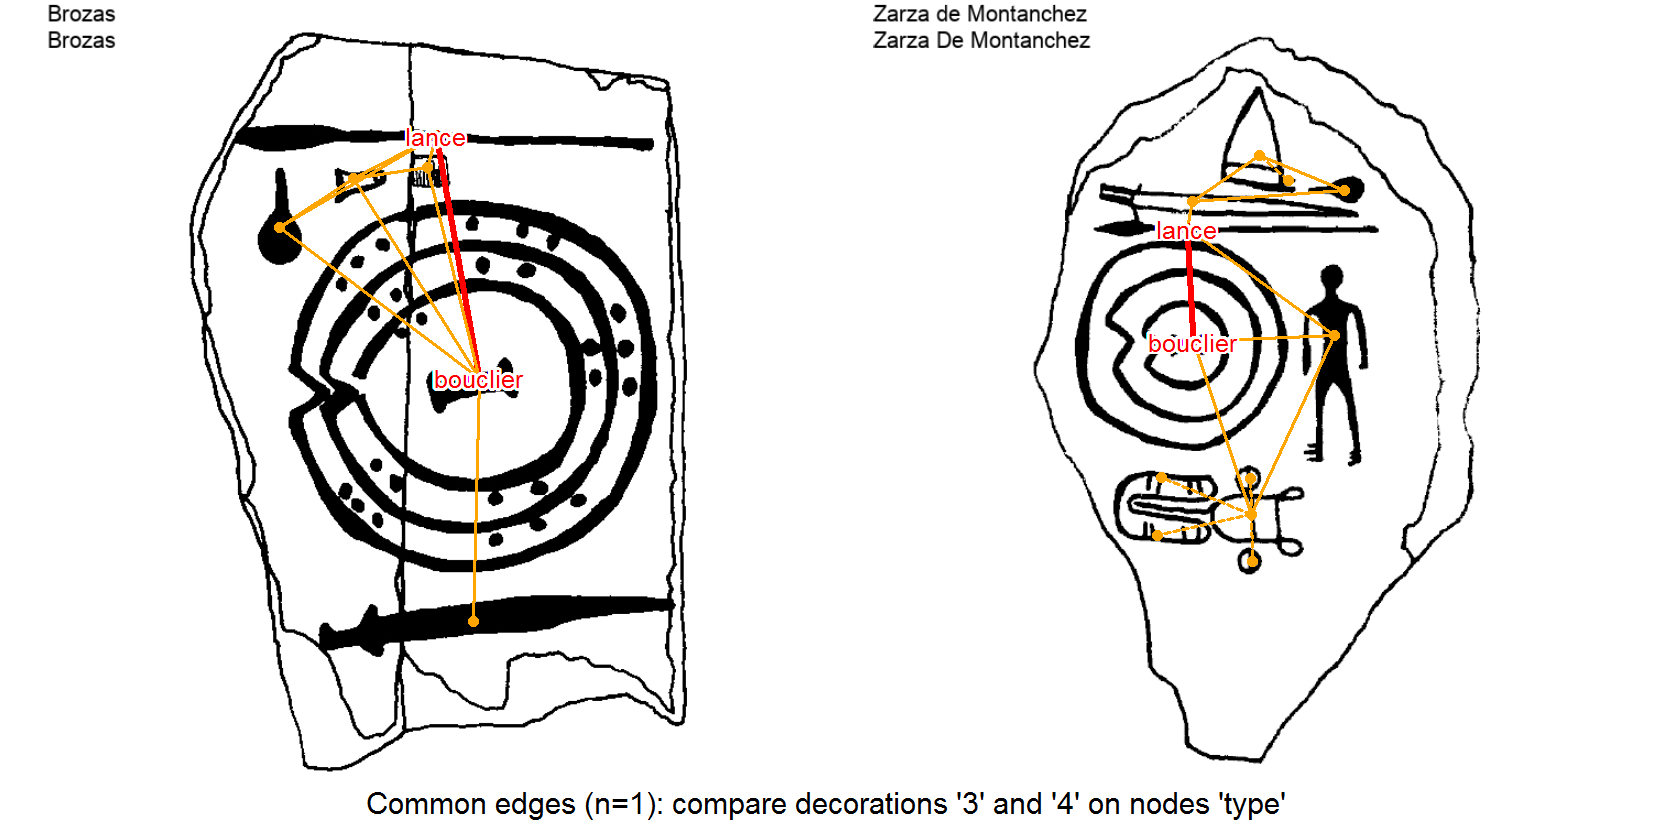 Brozas
Brozas
Zarza de Montanchez
Zarza De Montanchez
lance
bouclier
lance
bouclier
Common edges (n=1): compare decorations '3' and '4' on nodes 'type'